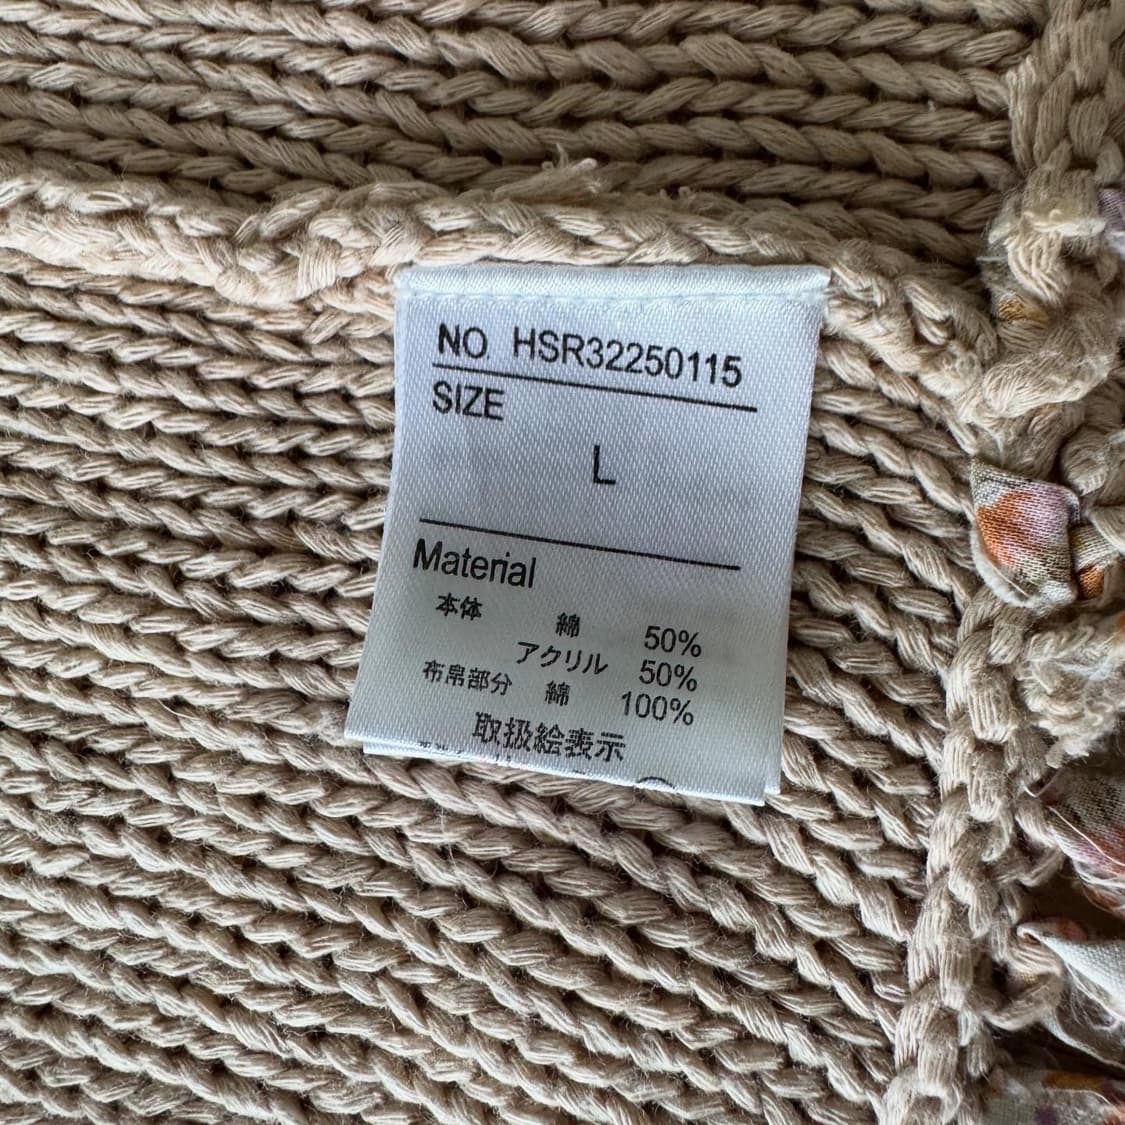 NO. HSR32250115
SIZE
L
Material
本体 綿 50%
アクリル 50%
布帛部分 綿 100%
取扱絵表示